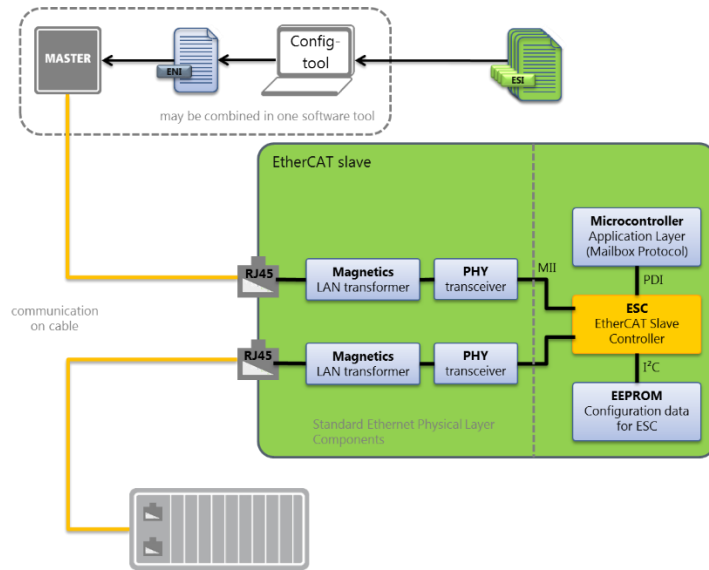 MASTER
ENI
Config-
tool
ESI
may be combined in one software tool
EtherCAT slave
Microcontroller
Application Layer
(Mailbox Protocol)
RJ45
Magnetics
LAN transformer
PHY
transceiver
MII
PDI
ESC
EtherCAT Slave
Controller
communication
on cable
RJ45
Magnetics
LAN transformer
PHY
transceiver
I²C
EEPROM
Configuration data
for ESC
Standard Ethernet Physical Layer
Components